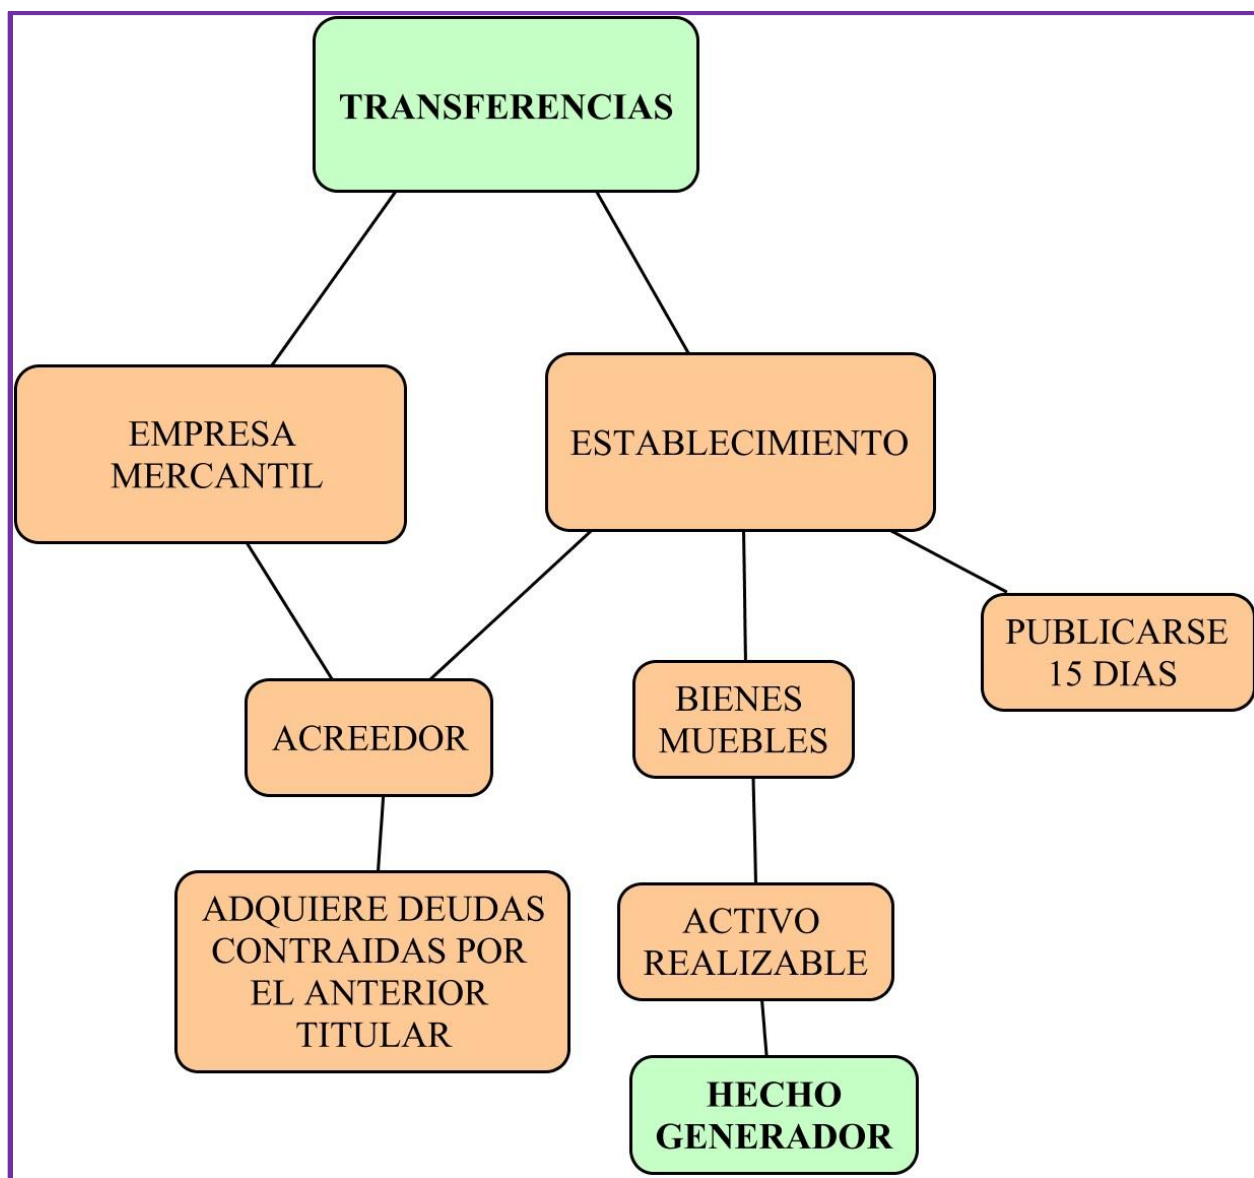 TRANSFERENCIAS
EMPRESA
MERCANTIL
ESTABLECIMIENTO
PUBLICARSE
15 DIAS
ACREEDOR
BIENES
MUEBLES
ADQUIERE DEUDAS
CONTRAIDAS POR
EL ANTERIOR
TITULAR
ACTIVO
REALIZABLE
HECHO
GENERADOR